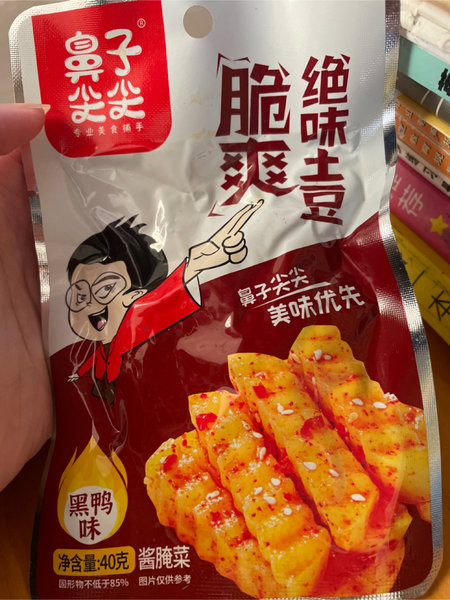 鼻子
尖尖®
专业美食捕手
绝味土豆
脆爽
鼻子尖尖
美味优先
黑鸭
味
净含量:40克
酱腌菜
固形物不低于85%
图片仅供参考